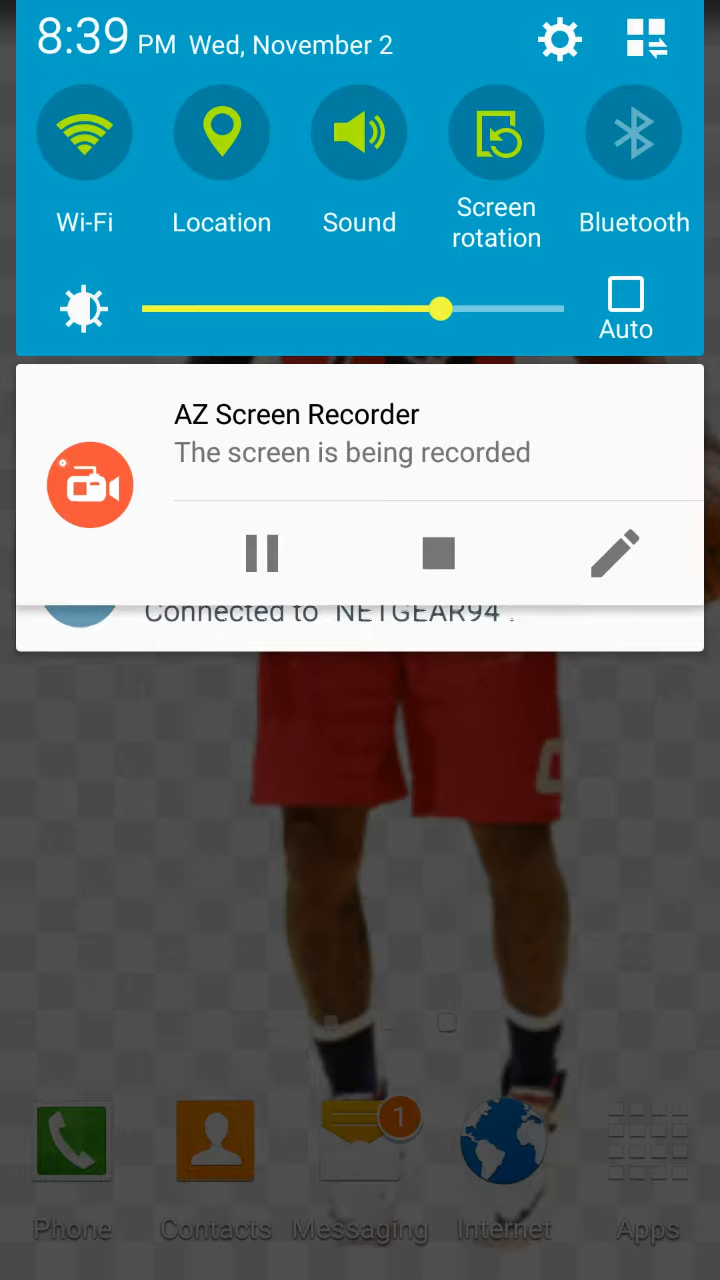 8:39 PM Wed, November 2
Wi-Fi
Location
Sound
Screen
rotation
Bluetooth
Auto
AZ Screen Recorder
The screen is being recorded
Connected to "NETGEAR94".
1
Phone
Contacts
Messaging
Internet
Apps